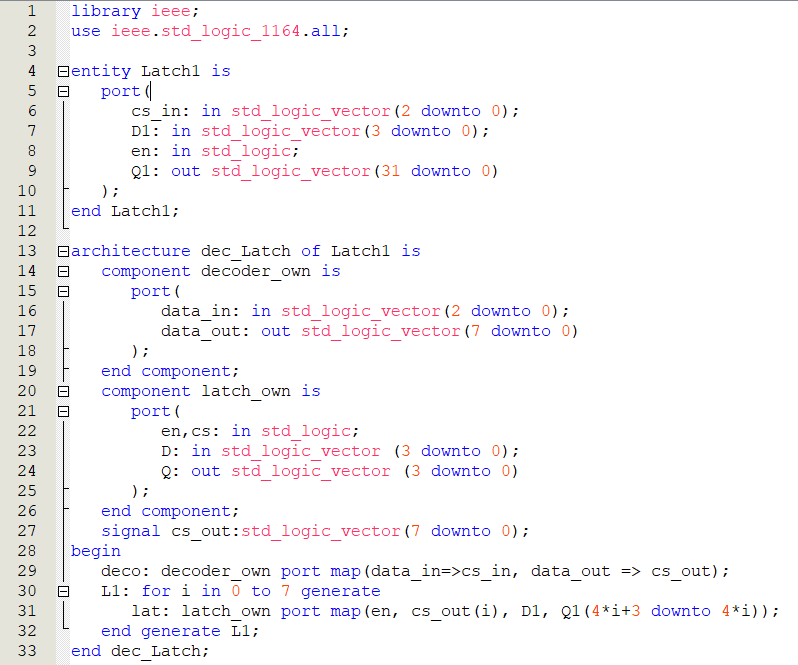 1 library ieee;
2 use ieee.std_logic_1164.all;
3
4 entity Latch1 is
5    port(
6       cs_in: in std_logic_vector(2 downto 0);
7       D1: in std_logic_vector(3 downto 0);
8       en: in std_logic;
9       Q1: out std_logic_vector(31 downto 0)
10    );
11 end Latch1;
12
13 architecture dec_Latch of Latch1 is
14    component decoder_own is
15       port(
16          data_in: in std_logic_vector(2 downto 0);
17          data_out: out std_logic_vector(7 downto 0)
18       );
19    end component;
20    component latch_own is
21       port(
22          en,cs: in std_logic;
23          D: in std_logic_vector (3 downto 0);
24          Q: out std_logic_vector (3 downto 0)
25       );
26    end component;
27    signal cs_out:std_logic_vector(7 downto 0);
28 begin
29    deco: decoder_own port map(data_in=>cs_in, data_out => cs_out);
30    L1: for i in 0 to 7 generate
31       lat: latch_own port map(en, cs_out(i), D1, Q1(4*i+3 downto 4*i));
32    end generate L1;
33 end dec_Latch;